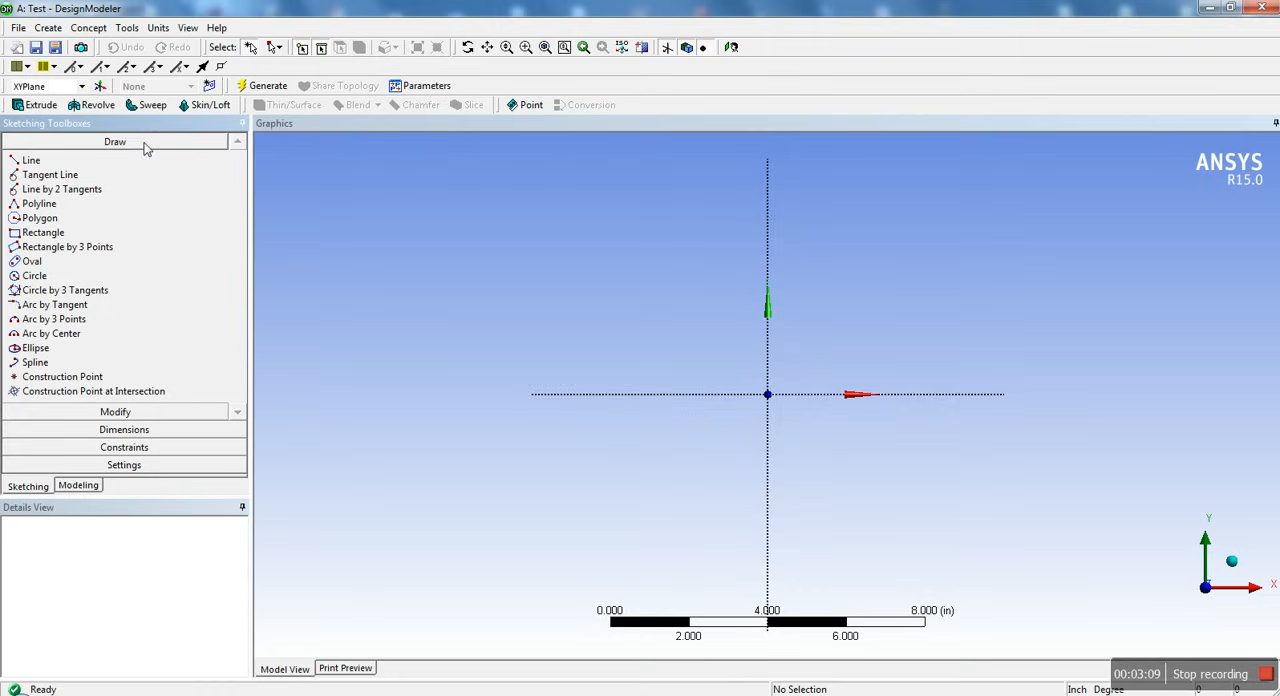 A: Test - DesignModeler
File Create Concept Tools Units View Help
Undo Redo Select:
XYPlane None Generate Share Topology Parameters
Extrude Revolve Sweep Skin/Loft Thin/Surface Blend Chamfer Slice Point Conversion
Sketching Toolboxes
Graphics
Draw
Line
Tangent Line
Line by 2 Tangents
Polyline
Polygon
Rectangle
Rectangle by 3 Points
Oval
Circle
Circle by 3 Tangents
Arc by Tangent
Arc by 3 Points
Arc by Center
Ellipse
Spline
Construction Point
Construction Point at Intersection
Modify
Dimensions
Constraints
Settings
Sketching Modeling
Details View
ANSYS
R15.0
Y
X
0.000 4.000 8.000 (in)
2.000 6.000
Model View Print Preview
00:03:09 Stop recording
Ready No Selection Inch Degree 0 0